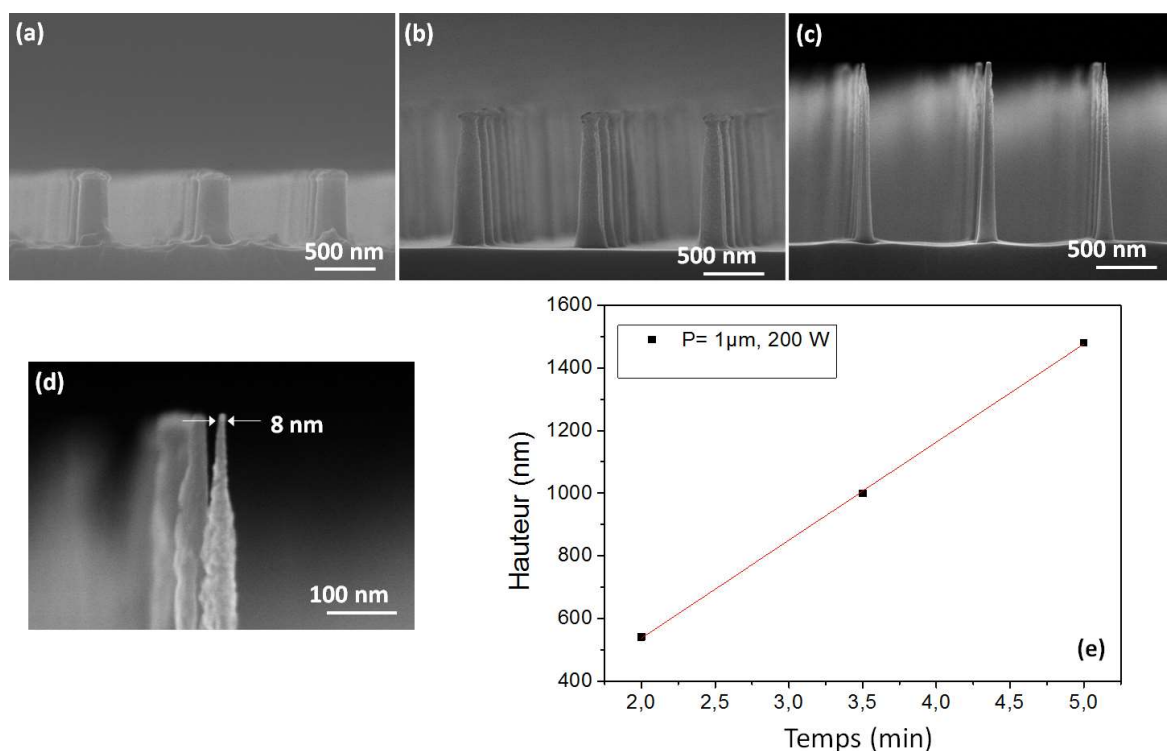 (a)
500 nm
(b)
500 nm
(c)
500 nm
(d)
8 nm
100 nm
1600
1400
1200
1000
800
600
400
Hauteur (nm)
P= 1µm, 200 W
(e)
2,0
2,5
3,0
3,5
4,0
4,5
5,0
Temps (min)